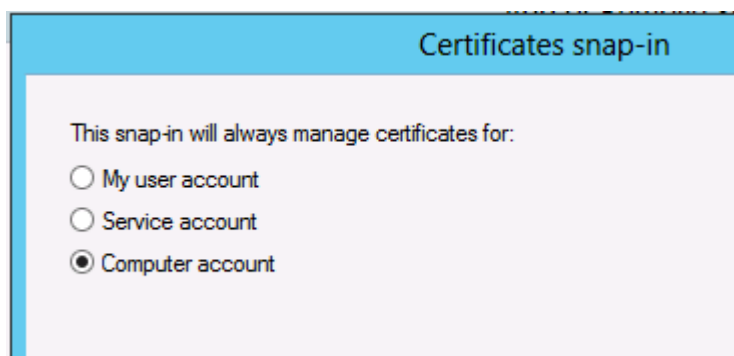 Certificates snap-in
This snap-in will always manage certificates for:
My user account
Service account
Computer account